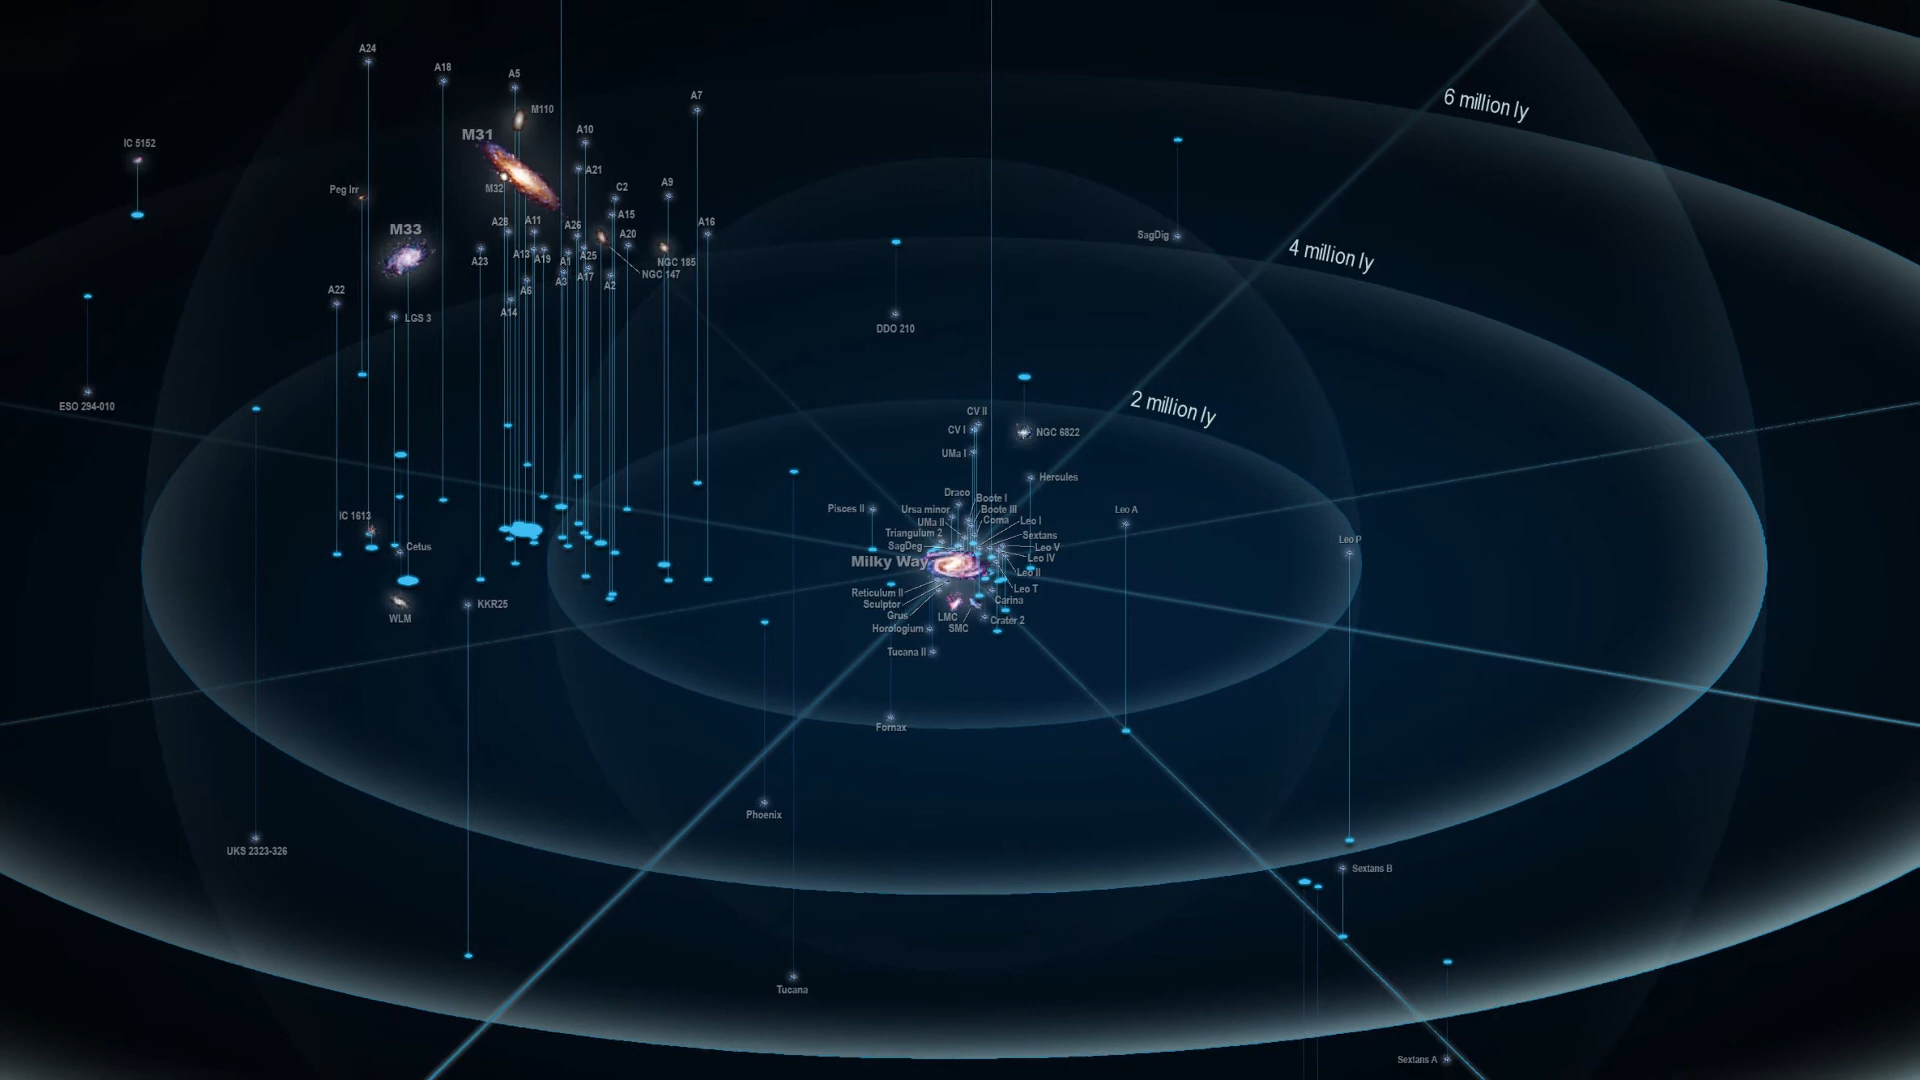 A24
A18
A5
A7
M110
6 million ly
M31
A10
IC 5152
A21
M32
Peg Irr
C2
A9
A15
A16
M33
A28
A11
A26
A20
SagDig
4 million ly
A23
A13
A19
A1
A25
NGC 185
A3
A17
NGC 147
A2
A22
A6
A14
LGS 3
DDO 210
ESO 294-010
2 million ly
CV II
CV I
NGC 6822
UMa I
Hercules
Draco
Boote I
Pisces II
Ursa minor
Boote III
Leo A
IC 1613
UMa II
Coma
Leo I
Triangulum 2
Sextans
Leo P
Cetus
SagDeg
Leo V
Milky Way
Leo IV
Leo II
Reticulum II
Leo T
KKR25
Sculptor
Carina
WLM
Grus
LMC
Crater 2
Horologium
SMC
Tucana II
Fornax
Phoenix
UKS 2323-326
Sextans B
Tucana
Sextans A